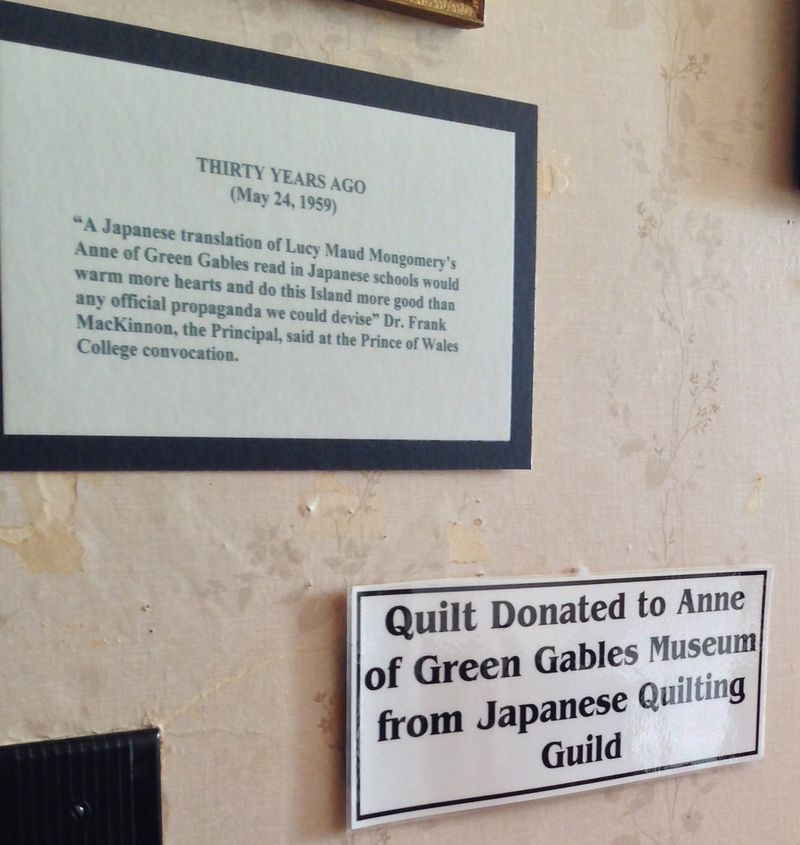 THIRTY YEARS AGO
(May 24, 1959)
“A Japanese translation of Lucy Maud Mongomery’s
Anne of Green Gables read in Japanese schools would
warm more hearts and do this Island more good than
any official propaganda we could devise” Dr. Frank
MacKinnon, the Principal, said at the Prince of Wales
College convocation.
Quilt Donated to Anne
of Green Gables Museum
from Japanese Quilting
Guild